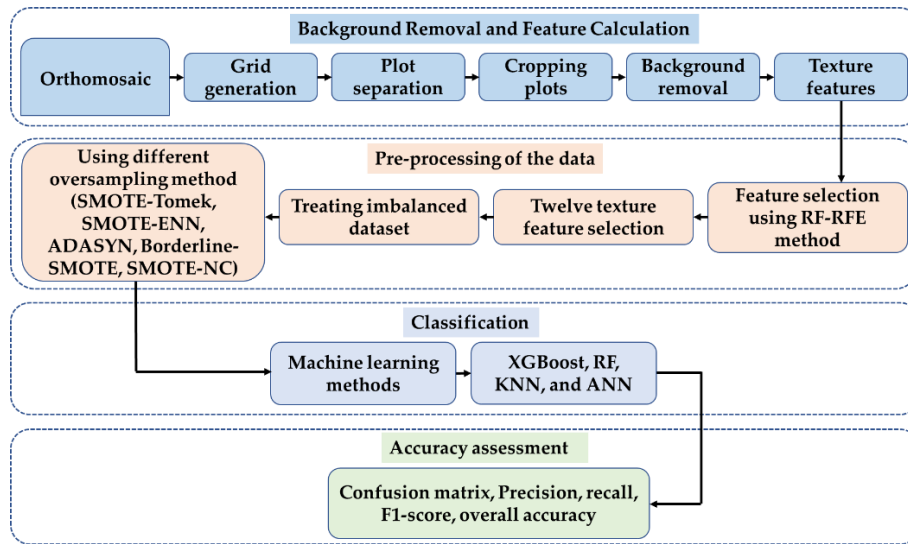 Background Removal and Feature Calculation
Orthomosaic
Grid
generation
Plot
separation
Cropping
plots
Background
removal
Texture
features
Pre-processing of the data
Feature selection
using RF-RFE
method
Twelve texture
feature selection
Treating imbalanced
dataset
Using different
oversampling method
(SMOTE-Tomek,
SMOTE-ENN,
ADASYN, Borderline-
SMOTE, SMOTE-NC)
Classification
Machine learning
methods
XGBoost, RF,
KNN, and ANN
Accuracy assessment
Confusion matrix, Precision, recall,
F1-score, overall accuracy